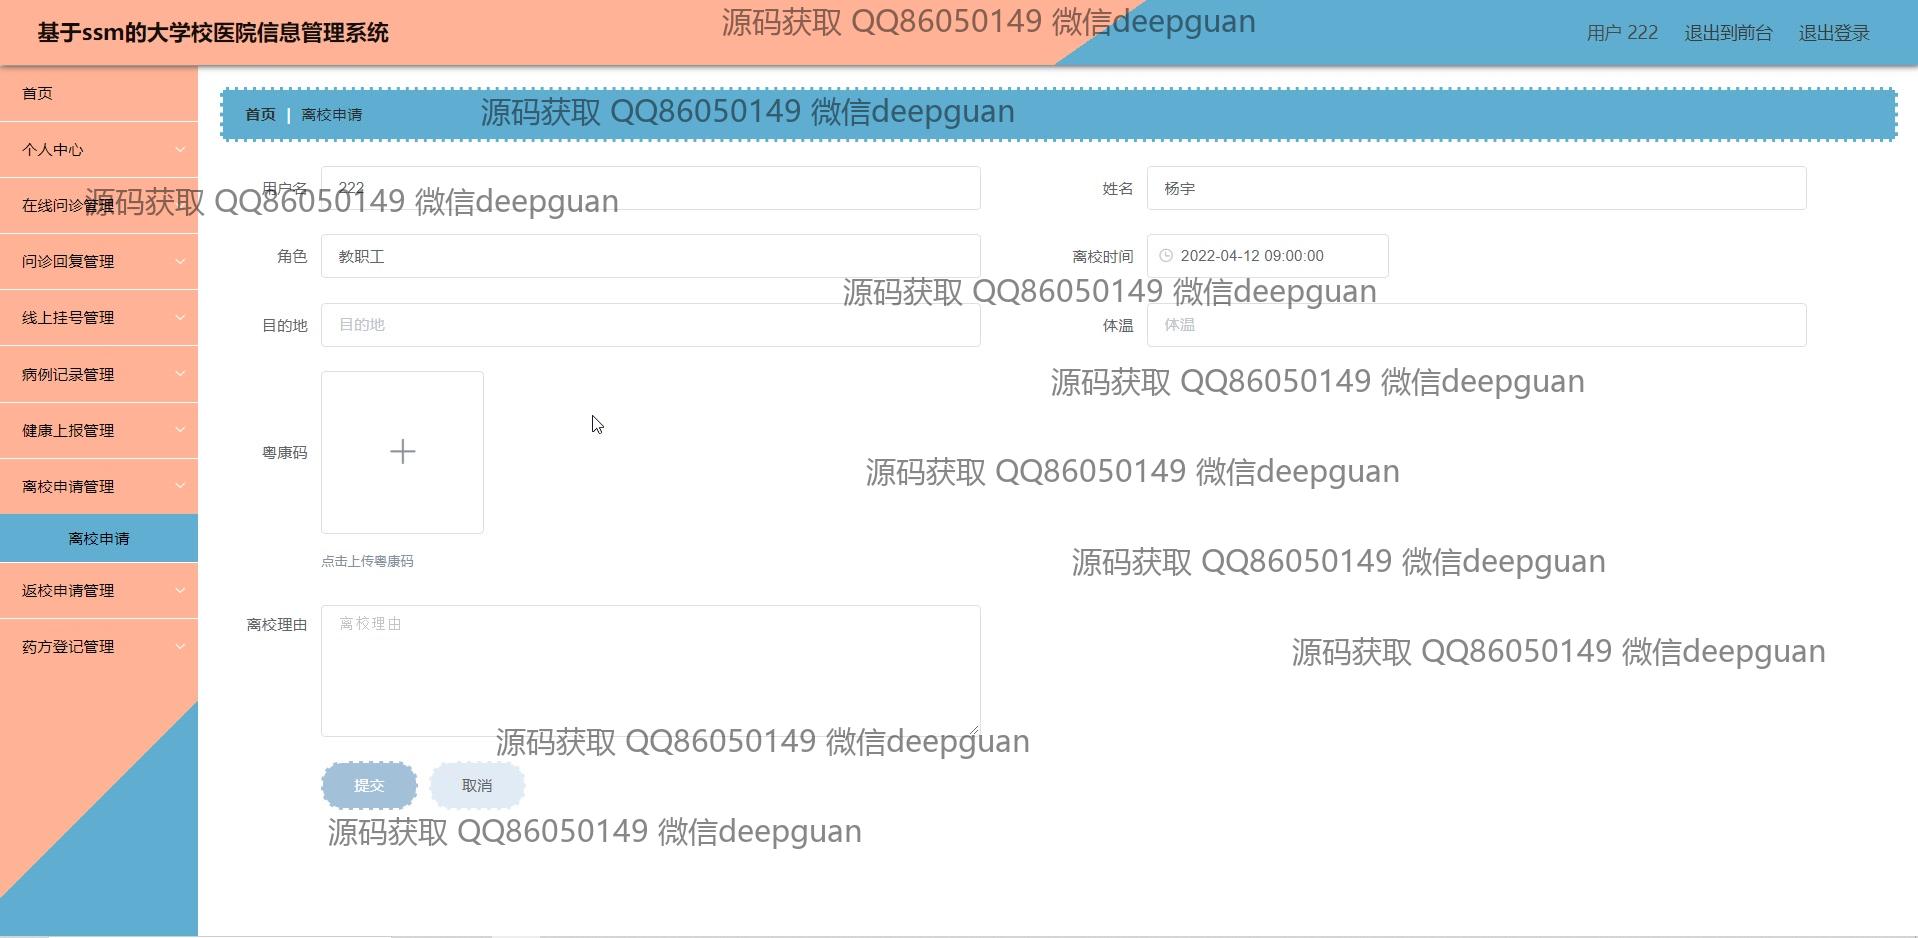 基于ssm的大学校医院信息管理系统
源码获取 QQ86050149 微信deepguan
用户 222
退出到前台
退出登录
首页
个人中心
在线问诊管理
问诊回复管理
线上挂号管理
病例记录管理
健康上报管理
离校申请管理
离校申请
返校申请管理
药方登记管理
首页 | 离校申请
源码获取 QQ86050149 微信deepguan
用户名 222
姓名 杨宇
源码获取 QQ86050149 微信deepguan
角色 教职工
离校时间 2022-04-12 09:00:00
源码获取 QQ86050149 微信deepguan
目的地 目的地
体温 体温
源码获取 QQ86050149 微信deepguan
粤康码
源码获取 QQ86050149 微信deepguan
点击上传粤康码
源码获取 QQ86050149 微信deepguan
离校理由 离校理由
源码获取 QQ86050149 微信deepguan
源码获取 QQ86050149 微信deepguan
提交
取消
源码获取 QQ86050149 微信deepguan